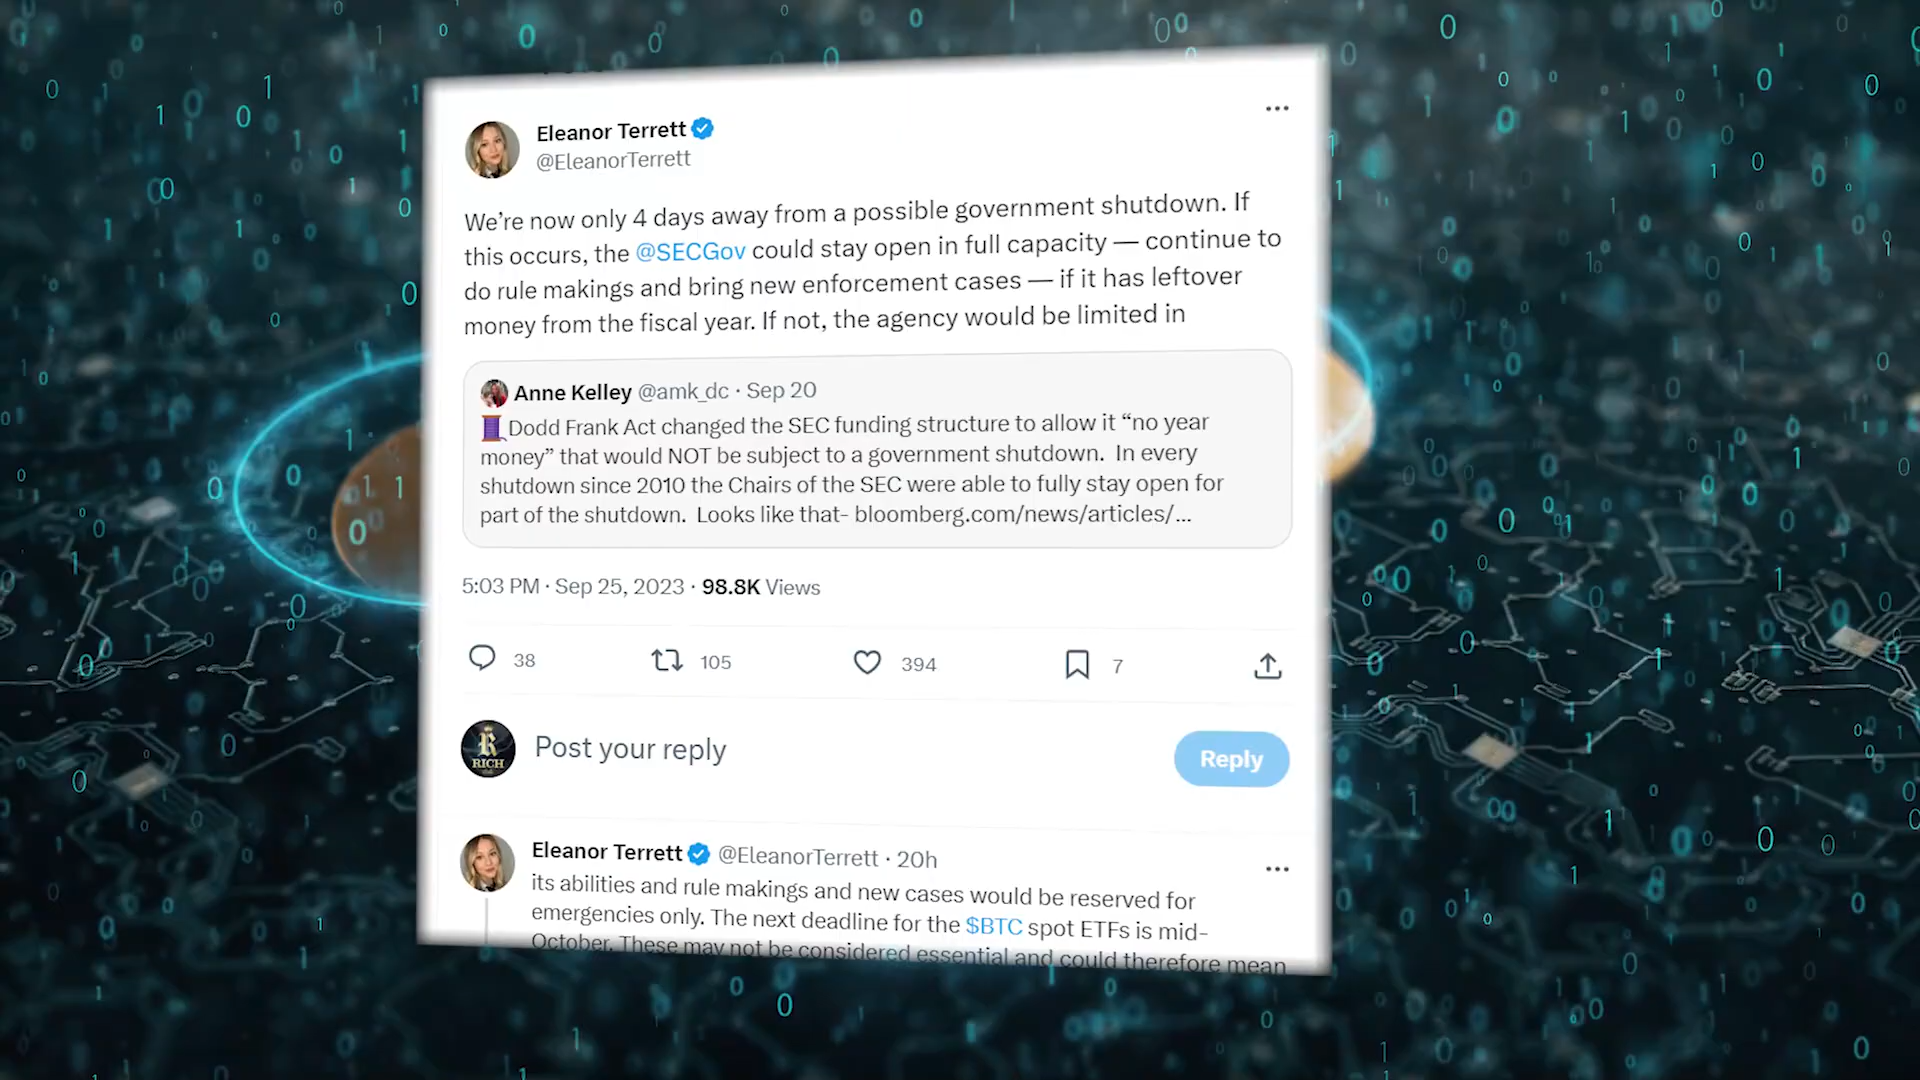 Eleanor Terrett
@EleanorTerrett
We’re now only 4 days away from a possible government shutdown. If
this occurs, the @SECGov could stay open in full capacity — continue to
do rule makings and bring new enforcement cases — if it has leftover
money from the fiscal year. If not, the agency would be limited in
Anne Kelley @amk_dc · Sep 20
Dodd Frank Act changed the SEC funding structure to allow it “no year
money” that would NOT be subject to a government shutdown. In every
shutdown since 2010 the Chairs of the SEC were able to fully stay open for
part of the shutdown. Looks like that- bloomberg.com/news/articles/...
5:03 PM · Sep 25, 2023 · 98.8K Views
38 105 394 7
RICH
Post your reply
Reply
Eleanor Terrett @EleanorTerrett · 20h
its abilities and rule makings and new cases would be reserved for
emergencies only. The next deadline for the $BTC spot ETFs is mid-
October. These may not be considered essential and could therefore mean